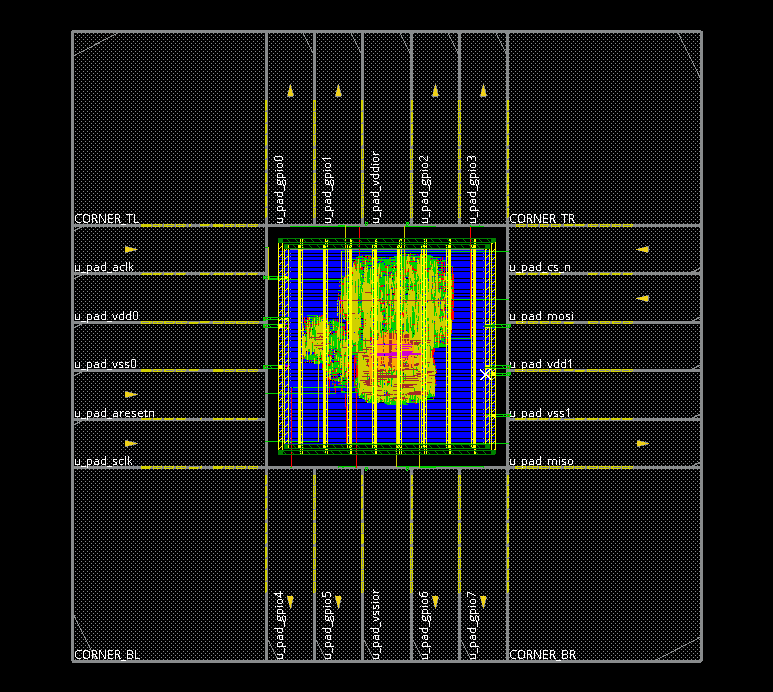 u_pad_gpio0
u_pad_gpio1
u_pad_vddior
u_pad_gpio2
u_pad_gpio3
CORNER_TL
CORNER_TR
u_pad_aclk
u_pad_cs_n
u_pad_vdd0
u_pad_mosi
u_pad_vss0
u_pad_vdd1
u_pad_aresetn
u_pad_vss1
u_pad_sclk
u_pad_miso
u_pad_gpio4
u_pad_gpio5
u_pad_vssior
u_pad_gpio6
u_pad_gpio7
CORNER_BL
CORNER_BR